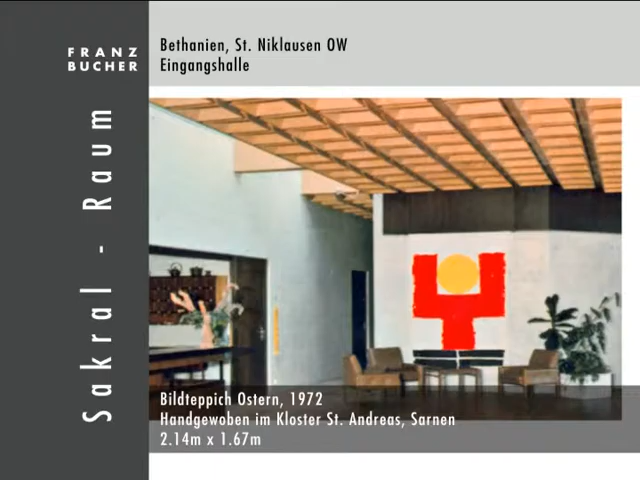 FRANZ
BUCHER
Sakral - Raum
Bethanien, St. Niklausen OW
Eingangshalle
Bildteppich Ostern, 1972
Handgewoben im Kloster St. Andreas, Sarnen
2.14m x 1.67m